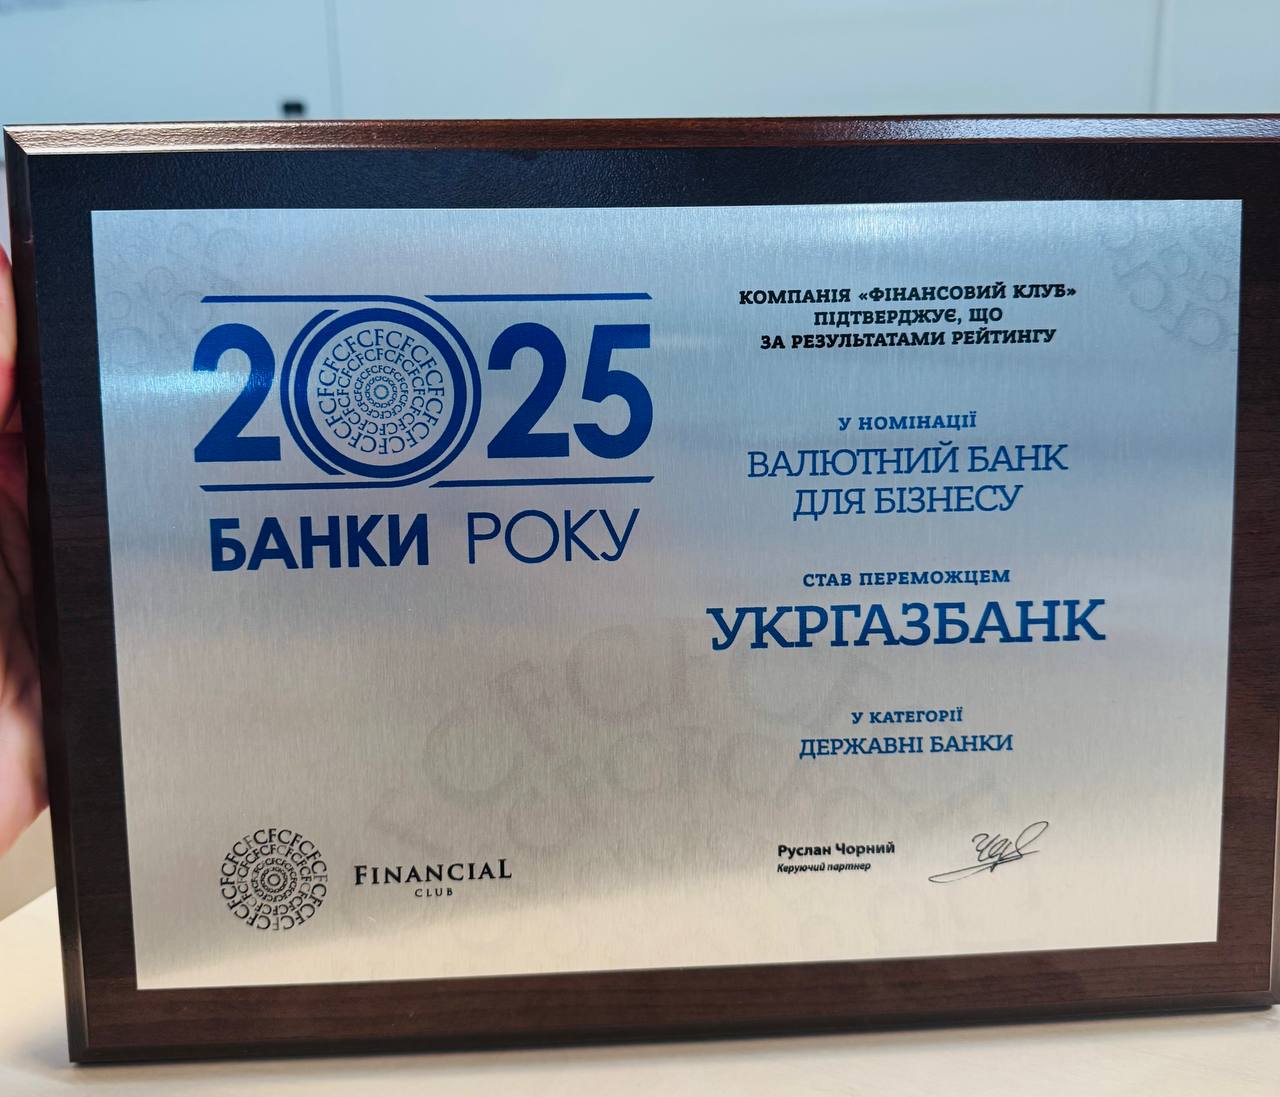 2025
БАНКИ РОКУ
КОМПАНІЯ «ФІНАНСОВИЙ КЛУБ»
ПІДТВЕРДЖУЄ, ЩО
ЗА РЕЗУЛЬТАТАМИ РЕЙТИНГУ
У НОМІНАЦІЇ
ВАЛЮТНИЙ БАНК
ДЛЯ БІЗНЕСУ
СТАВ ПЕРЕМОЖЦЕМ
УКРГАЗБАНК
У КАТЕГОРІЇ
ДЕРЖАВНІ БАНКИ
FINANCIAL
CLUB
Руслан Чорний
Керуючий партнер